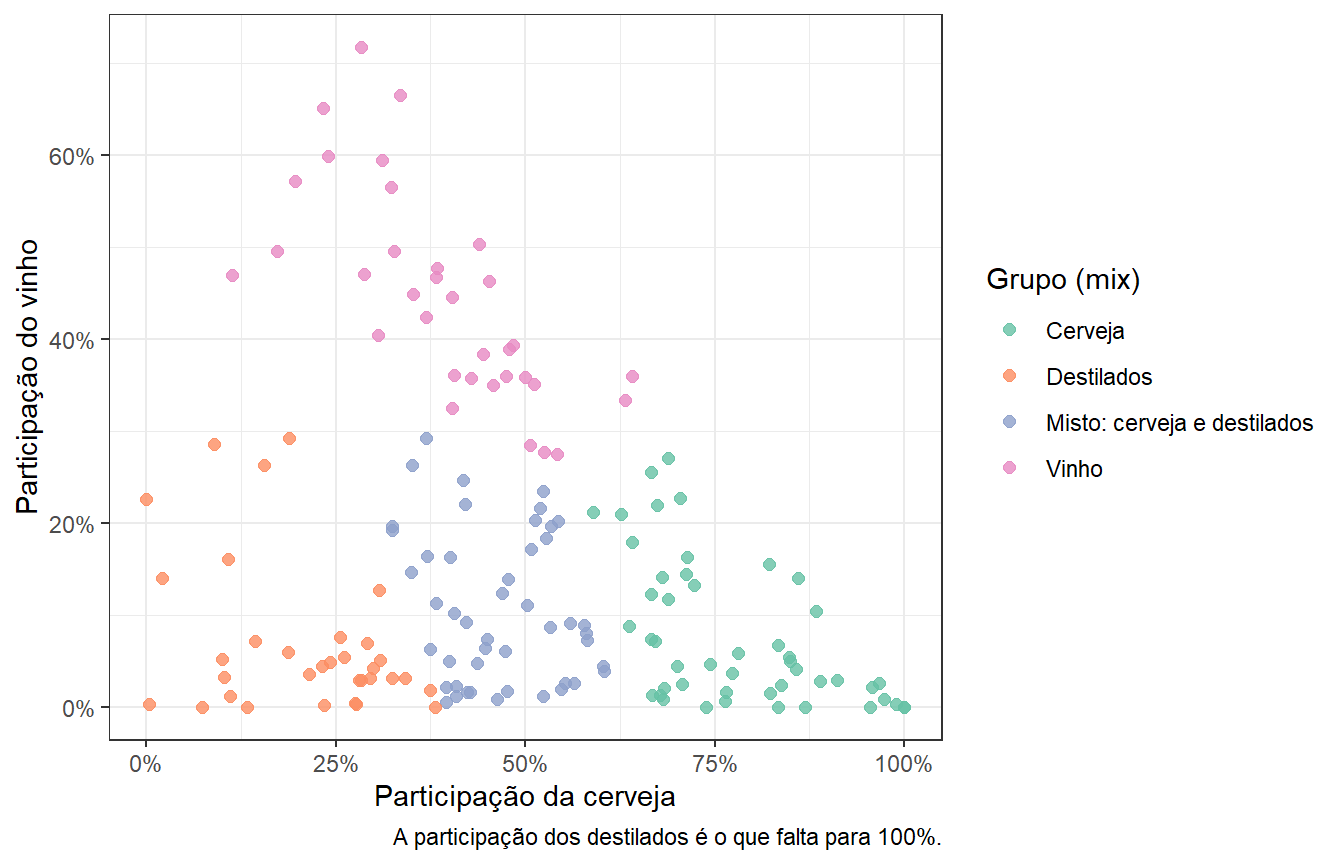 Participação do vinho
60%
40%
20%
0%
0% 25% 50% 75% 100%
Participação da cerveja
A participação dos destilados é o que falta para 100%.
Grupo (mix)
Cerveja
Destilados
Misto: cerveja e destilados
Vinho